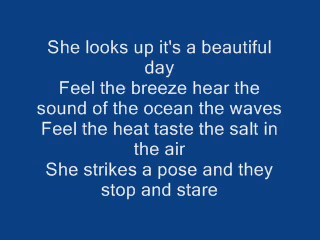 She looks up it's a beautiful
day
Feel the breeze hear the
sound of the ocean the waves
Feel the heat taste the salt in
the air
She strikes a pose and they
stop and stare